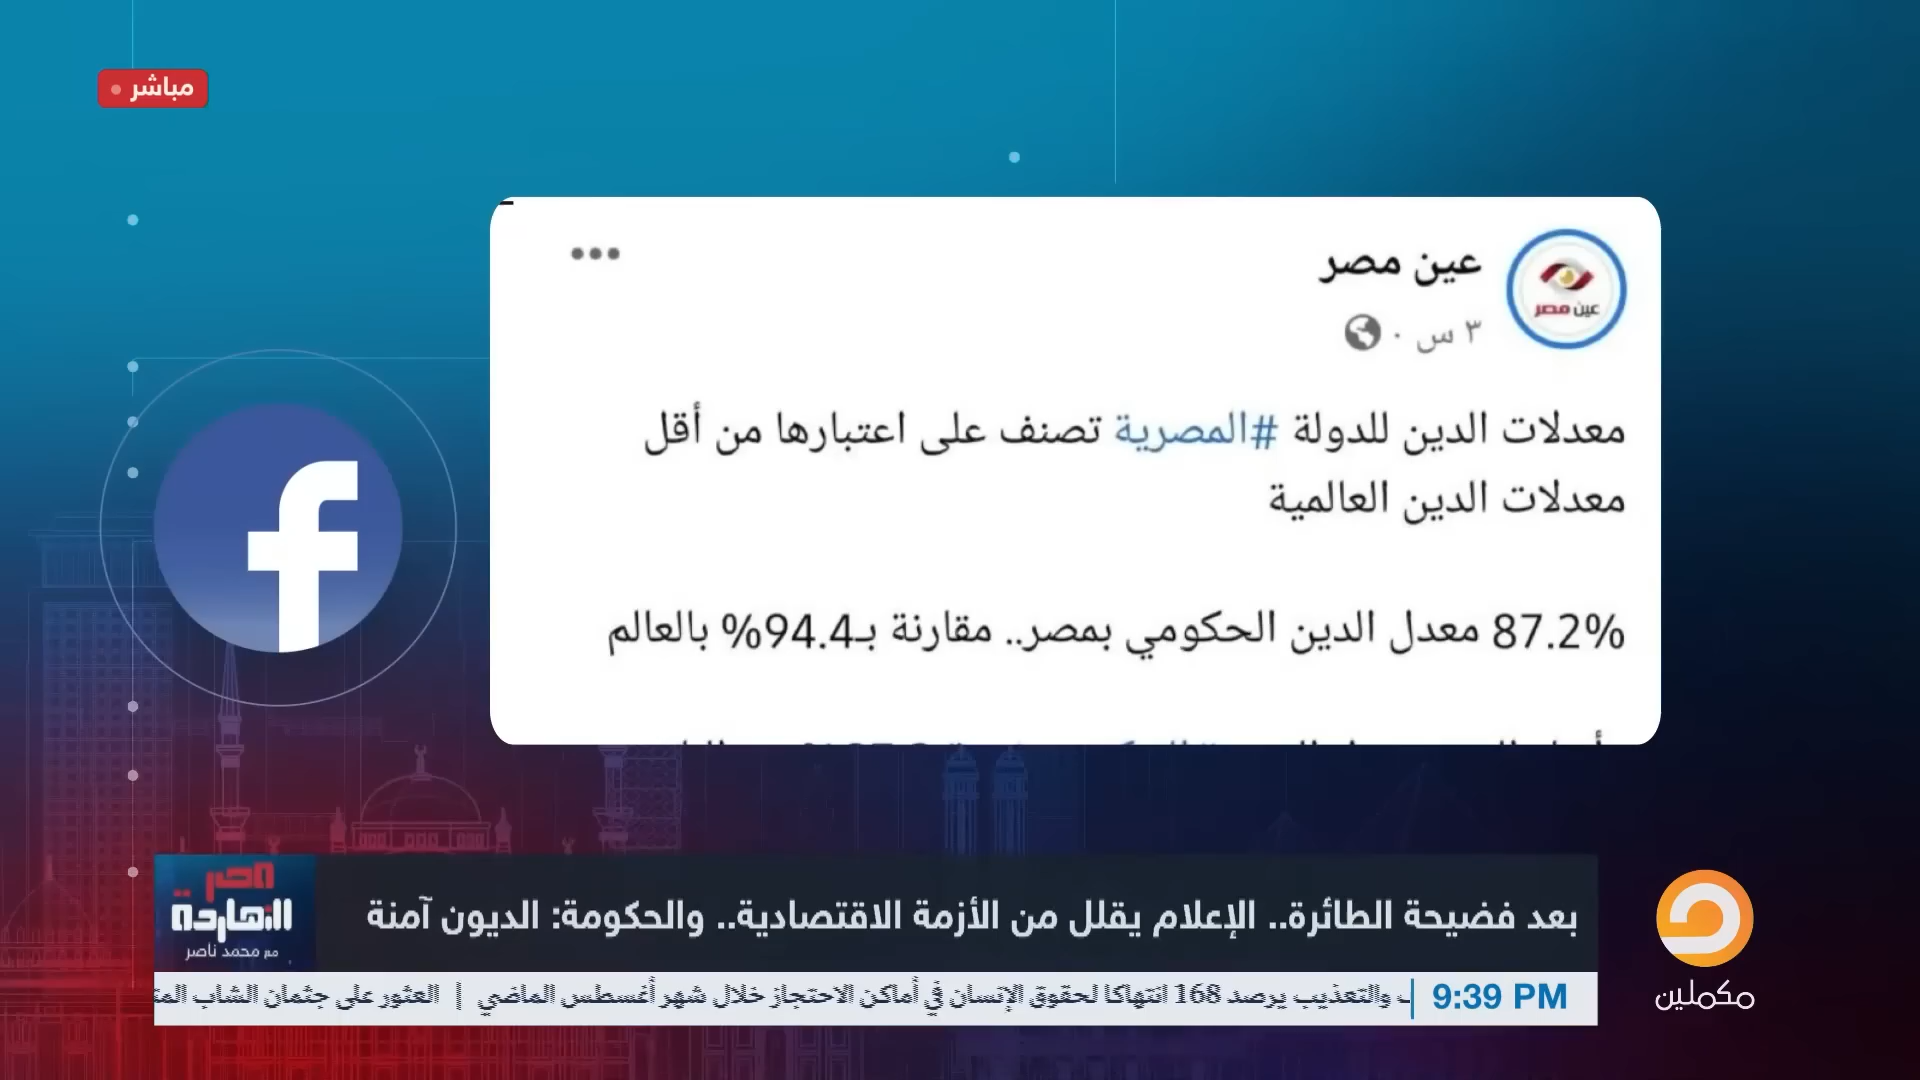 مباشر
عين مصر
عين مصر
٣ س ·
معدلات الدين للدولة #المصرية تصنف على اعتبارها من أقل
معدلات الدين العالمية
87.2% معدل الدين الحكومي بمصر.. مقارنة بـ94.4% بالعالم
مصر
النهاردة
مع محمد ناصر
بعد فضيحة الطائرة.. الإعلام يقلل من الأزمة الاقتصادية.. والحكومة: الديون آمنة
9:39 PM
والتعذيب يرصد 168 انتهاكا لحقوق الإنسان في أماكن الاحتجاز خلال شهر أغسطس الماضي | العثور على جثمان الشاب
مكملين